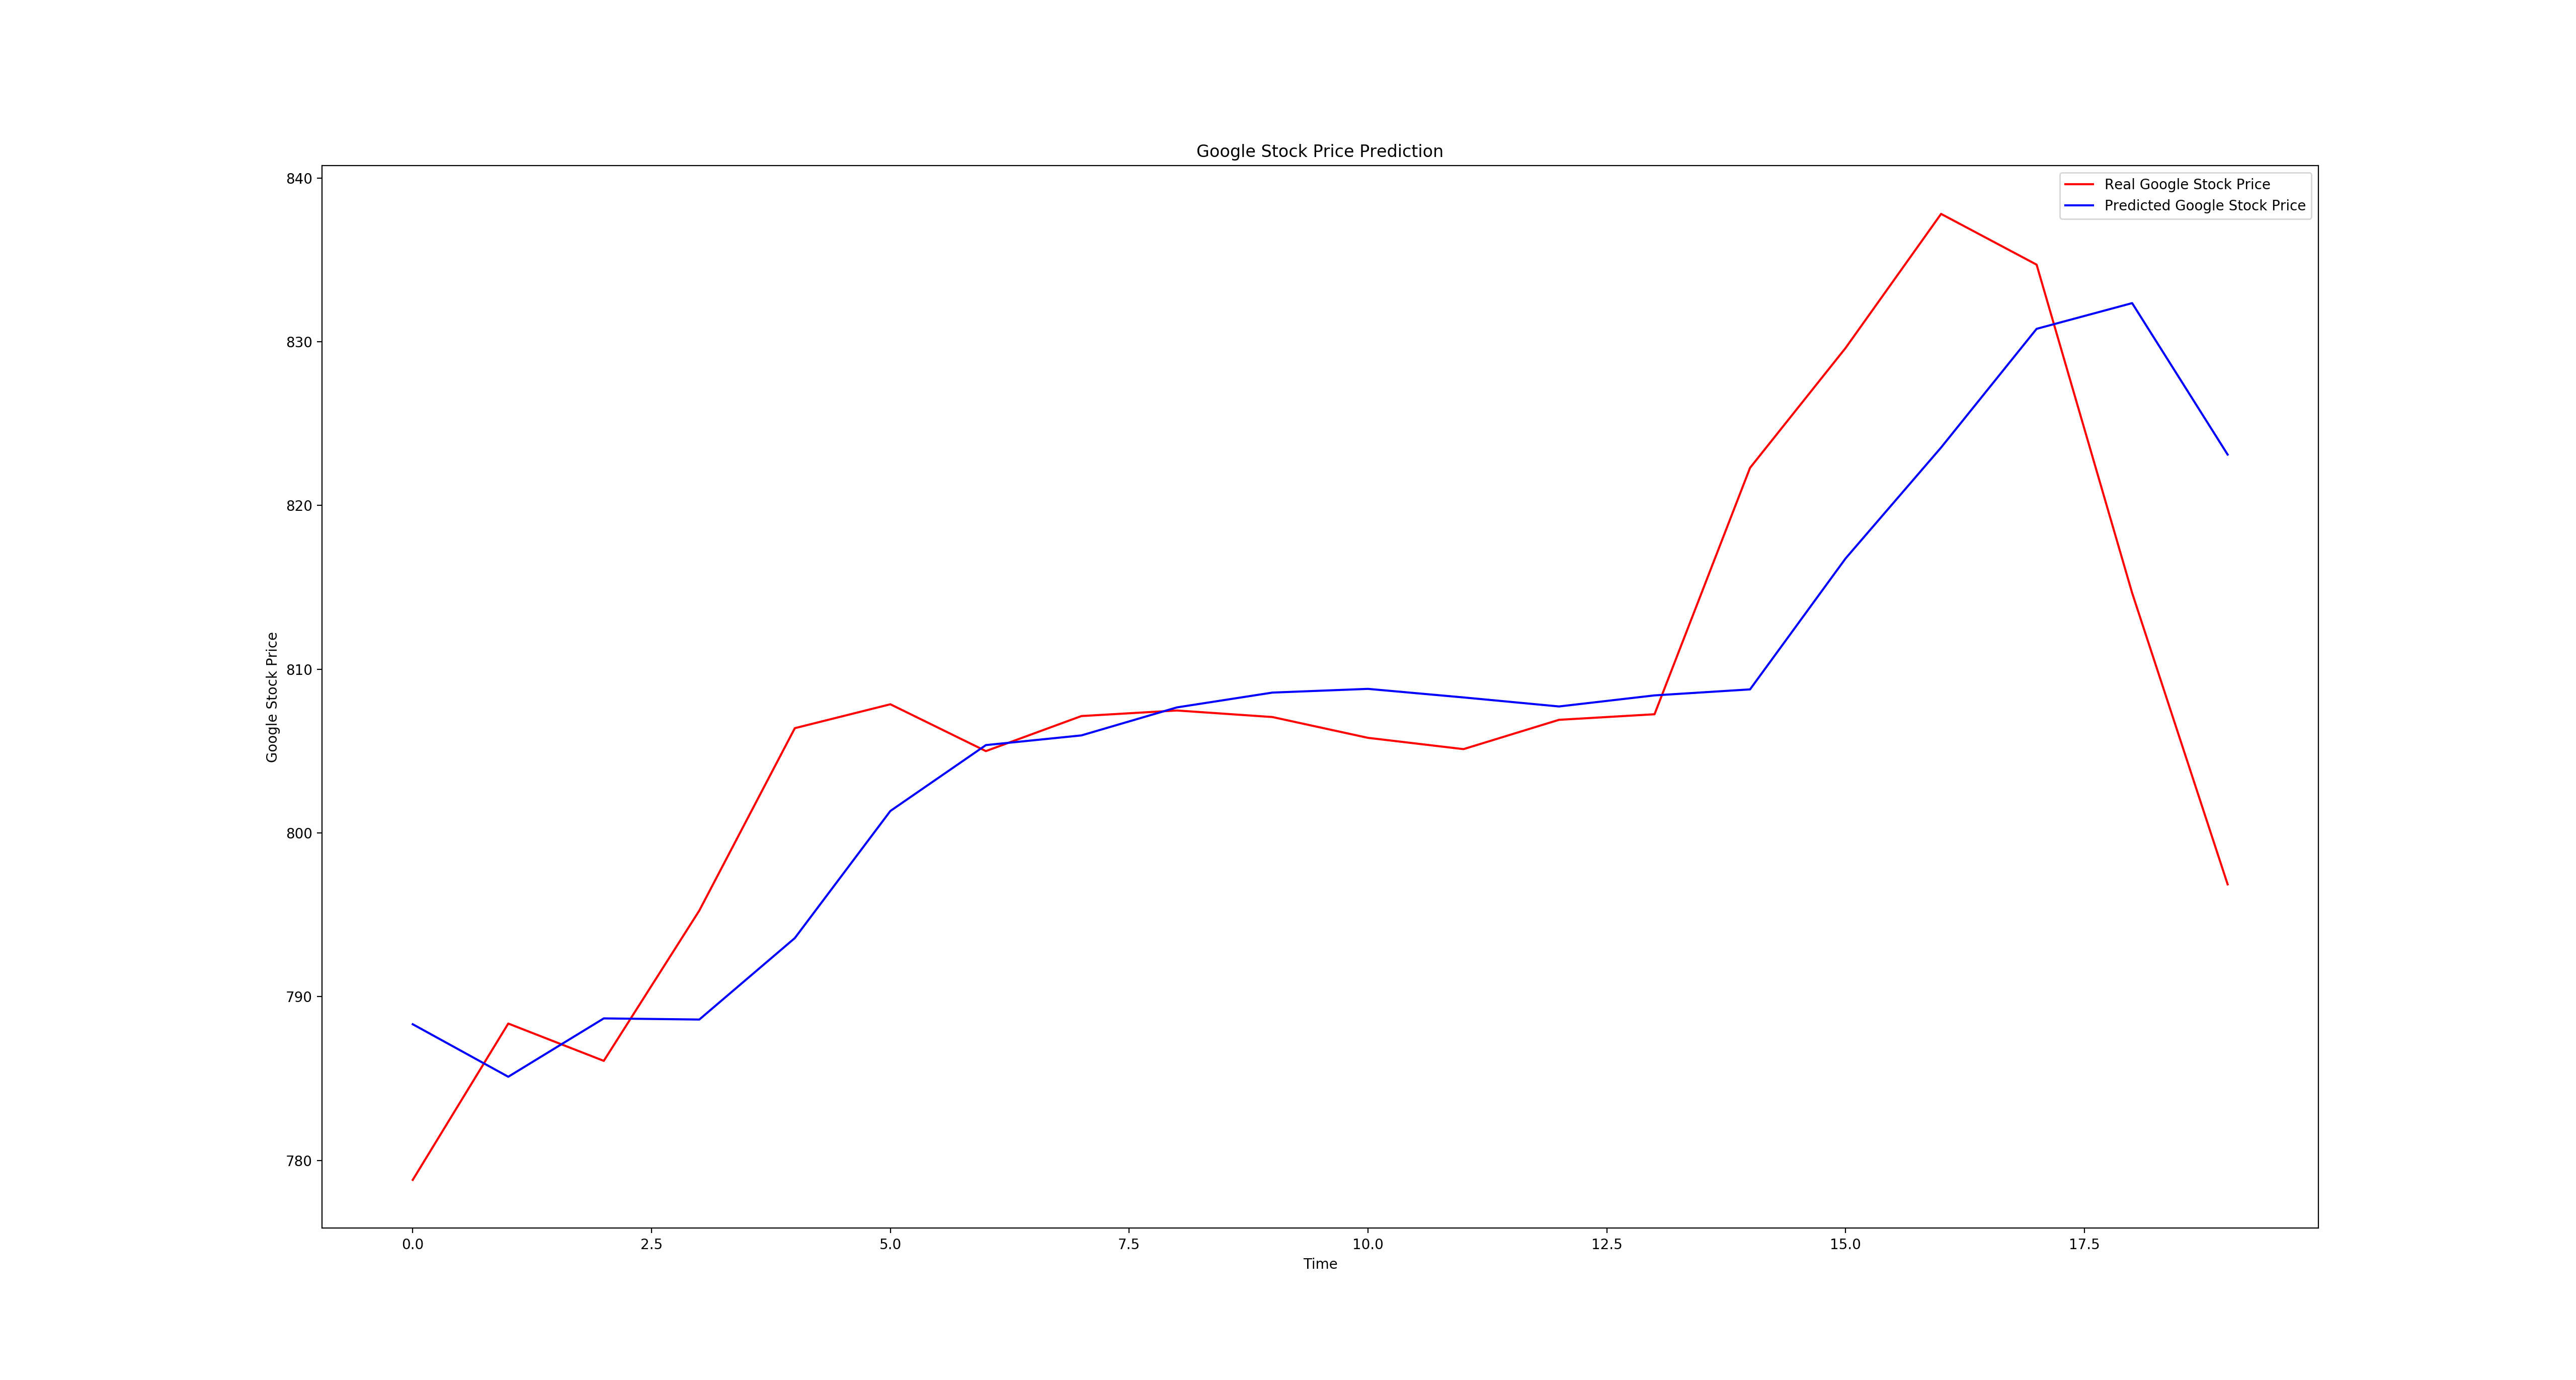 Google Stock Price Prediction
Real Google Stock Price
Predicted Google Stock Price
840
830
820
810
800
790
780
Google Stock Price
0.0 2.5 5.0 7.5 10.0 12.5 15.0 17.5
Time